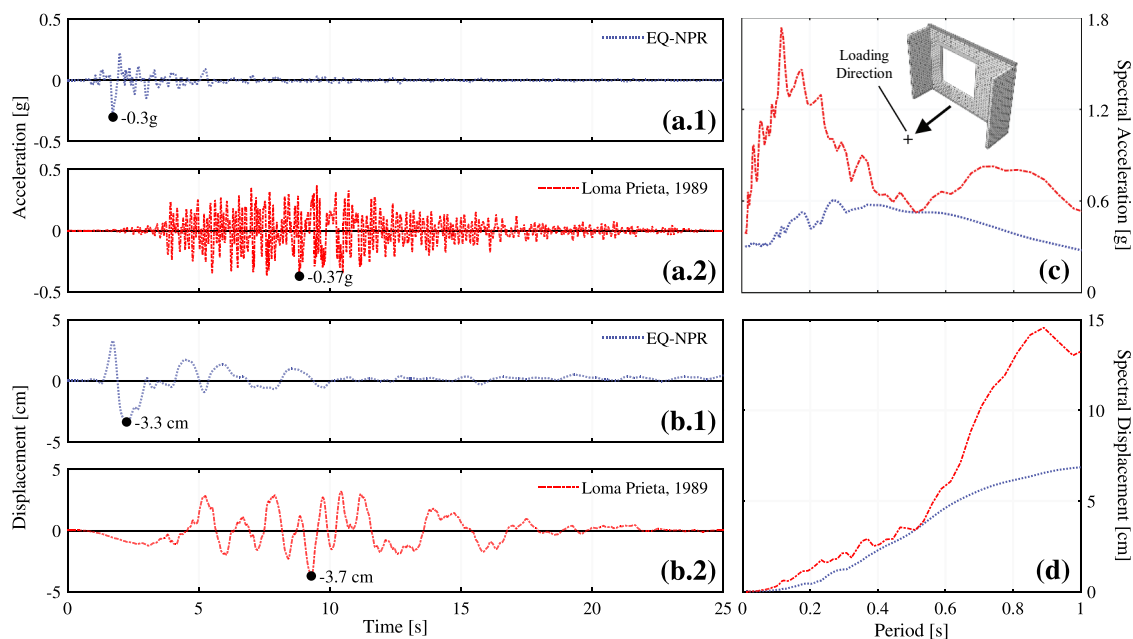 0.5
EQ-NPR
0
-0.3g
(a.1)
-0.5
Acceleration [g]
0.5
Loma Prieta, 1989
0
-0.37g
(a.2)
-0.5
1.8
Loading
Direction
1.2
0.6
(c)
0
Spectral Acceleration [g]
5
EQ-NPR
0
-3.3 cm
(b.1)
-5
Displacement [cm]
5
Loma Prieta, 1989
0
-3.7 cm
(b.2)
-5
0 5 10 15 20 25
Time [s]
15
10
5
(d)
0
Spectral Displacement [cm]
0 0.2 0.4 0.6 0.8 1
Period [s]